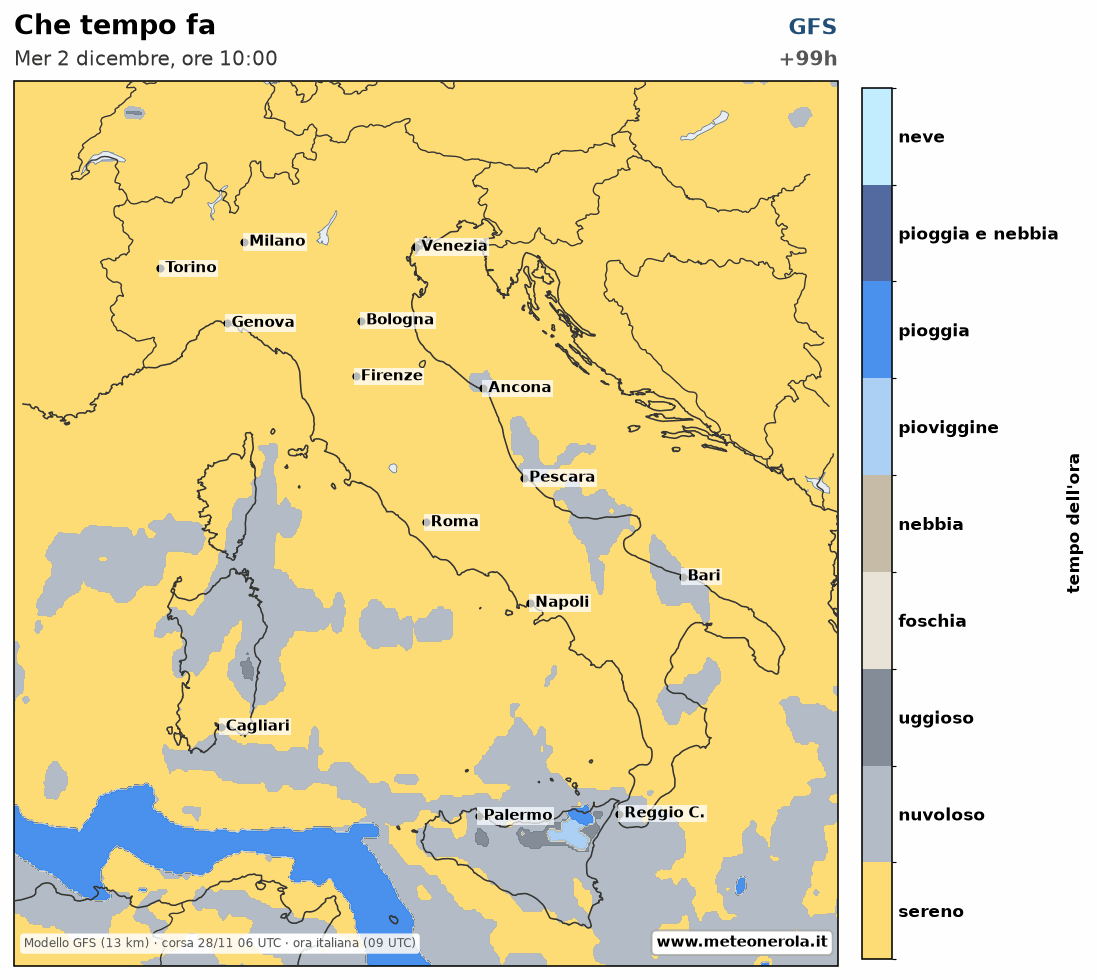 Che tempo fa
GFS
Mer 2 dicembre, ore 10:00
+99h
neve
pioggia e nebbia
pioggia
pioviggine
nebbia
foschia
uggioso
nuvoloso
sereno
tempo dell'ora
Milano
Venezia
Torino
Genova
Bologna
Firenze
Ancona
Pescara
Roma
Bari
Napoli
Cagliari
Palermo
Reggio C.
Modello GFS (13 km) · corsa 28/11 06 UTC · ora italiana (09 UTC)
www.meteonerola.it